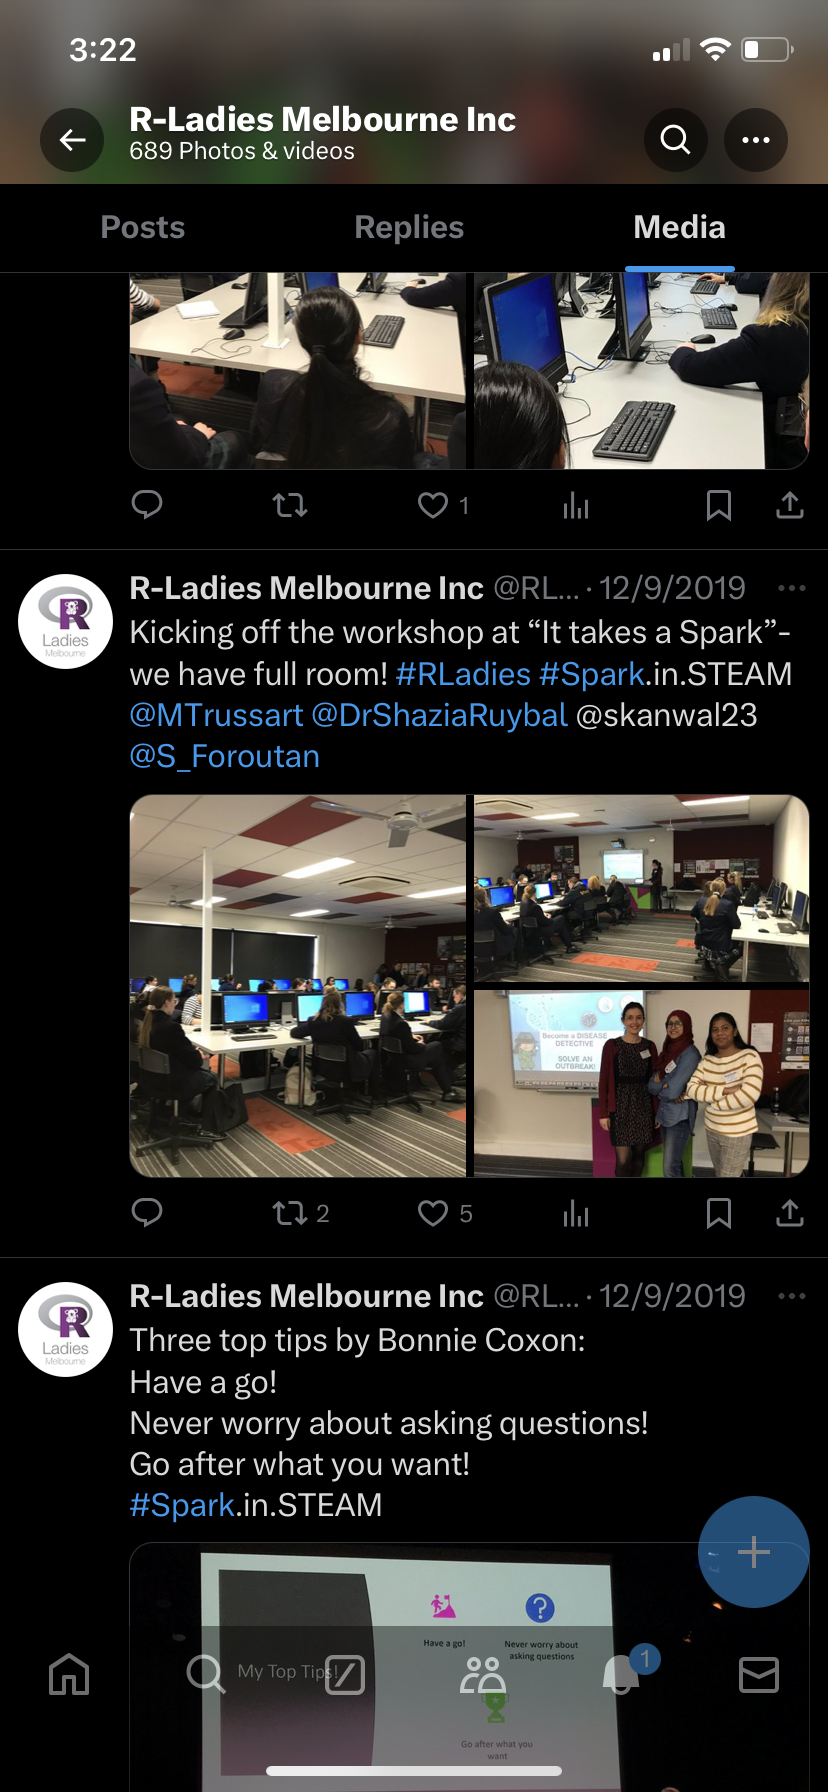 3:22
R-Ladies Melbourne Inc
689 Photos & videos
Posts
Replies
Media
1
R-Ladies Melbourne Inc @RL... · 12/9/2019
Ladies
Melbourne
Kicking off the workshop at “It takes a Spark”-
we have full room! #RLadies #Spark.in.STEAM
@MTrussart @DrShaziaRuybal @skanwal23
@S_Foroutan
Become a DISEASE
DETECTIVE
SOLVE AN
OUTBREAK!
2
5
R-Ladies Melbourne Inc @RL... · 12/9/2019
Ladies
Melbourne
Three top tips by Bonnie Coxon:
Have a go!
Never worry about asking questions!
Go after what you want!
#Spark.in.STEAM
My Top Tips!
Have a go!
Never worry about
asking questions
Go after what you
want
1